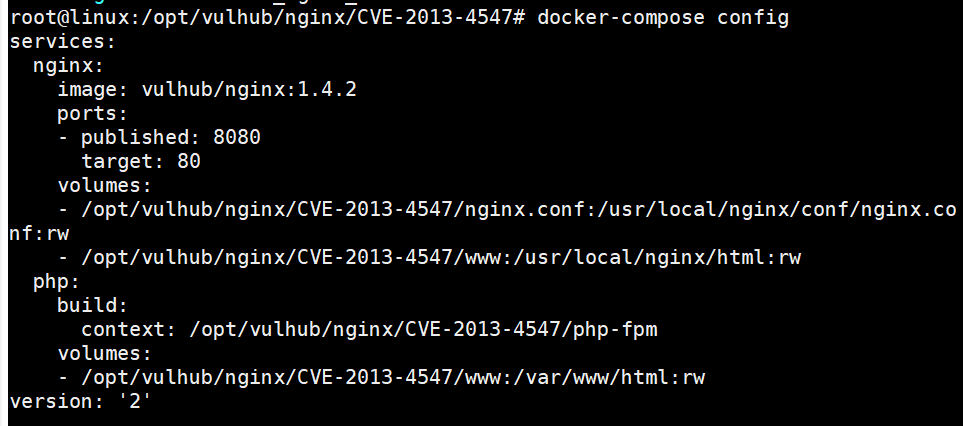 root@linux:/opt/vulhub/nginx/CVE-2013-4547# docker-compose config
services:
  nginx:
    image: vulhub/nginx:1.4.2
    ports:
    - published: 8080
      target: 80
    volumes:
    - /opt/vulhub/nginx/CVE-2013-4547/nginx.conf:/usr/local/nginx/conf/nginx.co
nf:rw
    - /opt/vulhub/nginx/CVE-2013-4547/www:/usr/local/nginx/html:rw
  php:
    build:
      context: /opt/vulhub/nginx/CVE-2013-4547/php-fpm
    volumes:
    - /opt/vulhub/nginx/CVE-2013-4547/www:/var/www/html:rw
version: '2'